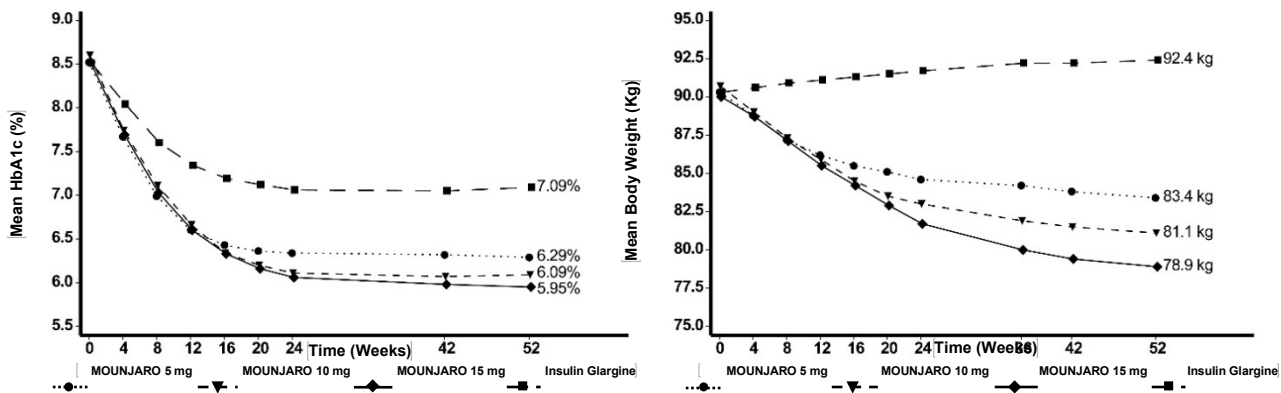 Mean HbA1c (%)
9.0
8.5
8.0
7.5
7.0
6.5
6.0
5.5
7.09%
6.29%
6.09%
5.95%
0 4 8 12 16 20 24 42 52
Time (Weeks)
MOUNJARO 5 mg MOUNJARO 10 mg MOUNJARO 15 mg Insulin Glargine
Mean Body Weight (Kg)
92.5
90.0
87.5
85.0
82.5
80.0
77.5
75.0
92.4 kg
83.4 kg
81.1 kg
78.9 kg
0 4 8 12 16 20 24 42 52
Time (Weeks)
MOUNJARO 5 mg MOUNJARO 10 mg MOUNJARO 15 mg Insulin Glargine